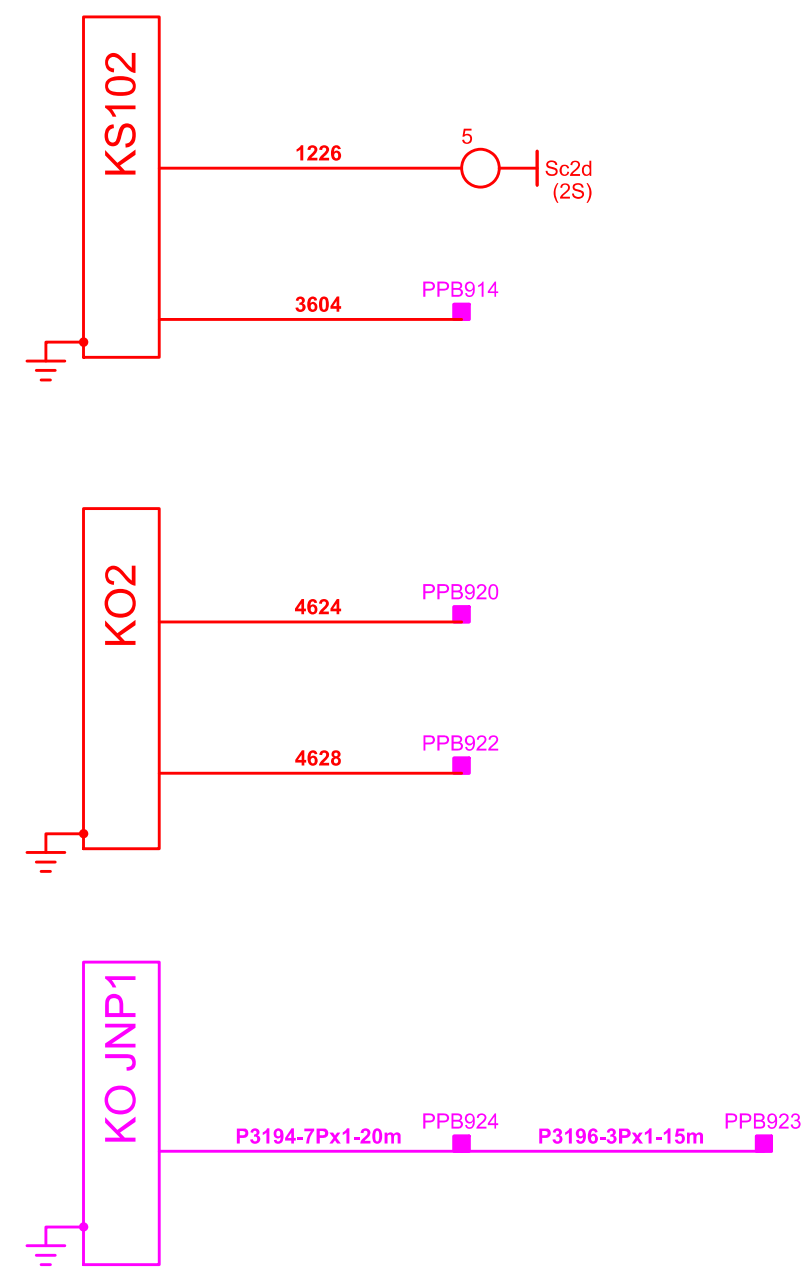 KS102
5
1226
Sc2d
(2S)
PPB914
3604
KO2
PPB920
4624
PPB922
4628
KO JNP1
PPB924
PPB923
P3194-7Px1-20m
P3196-3Px1-15m